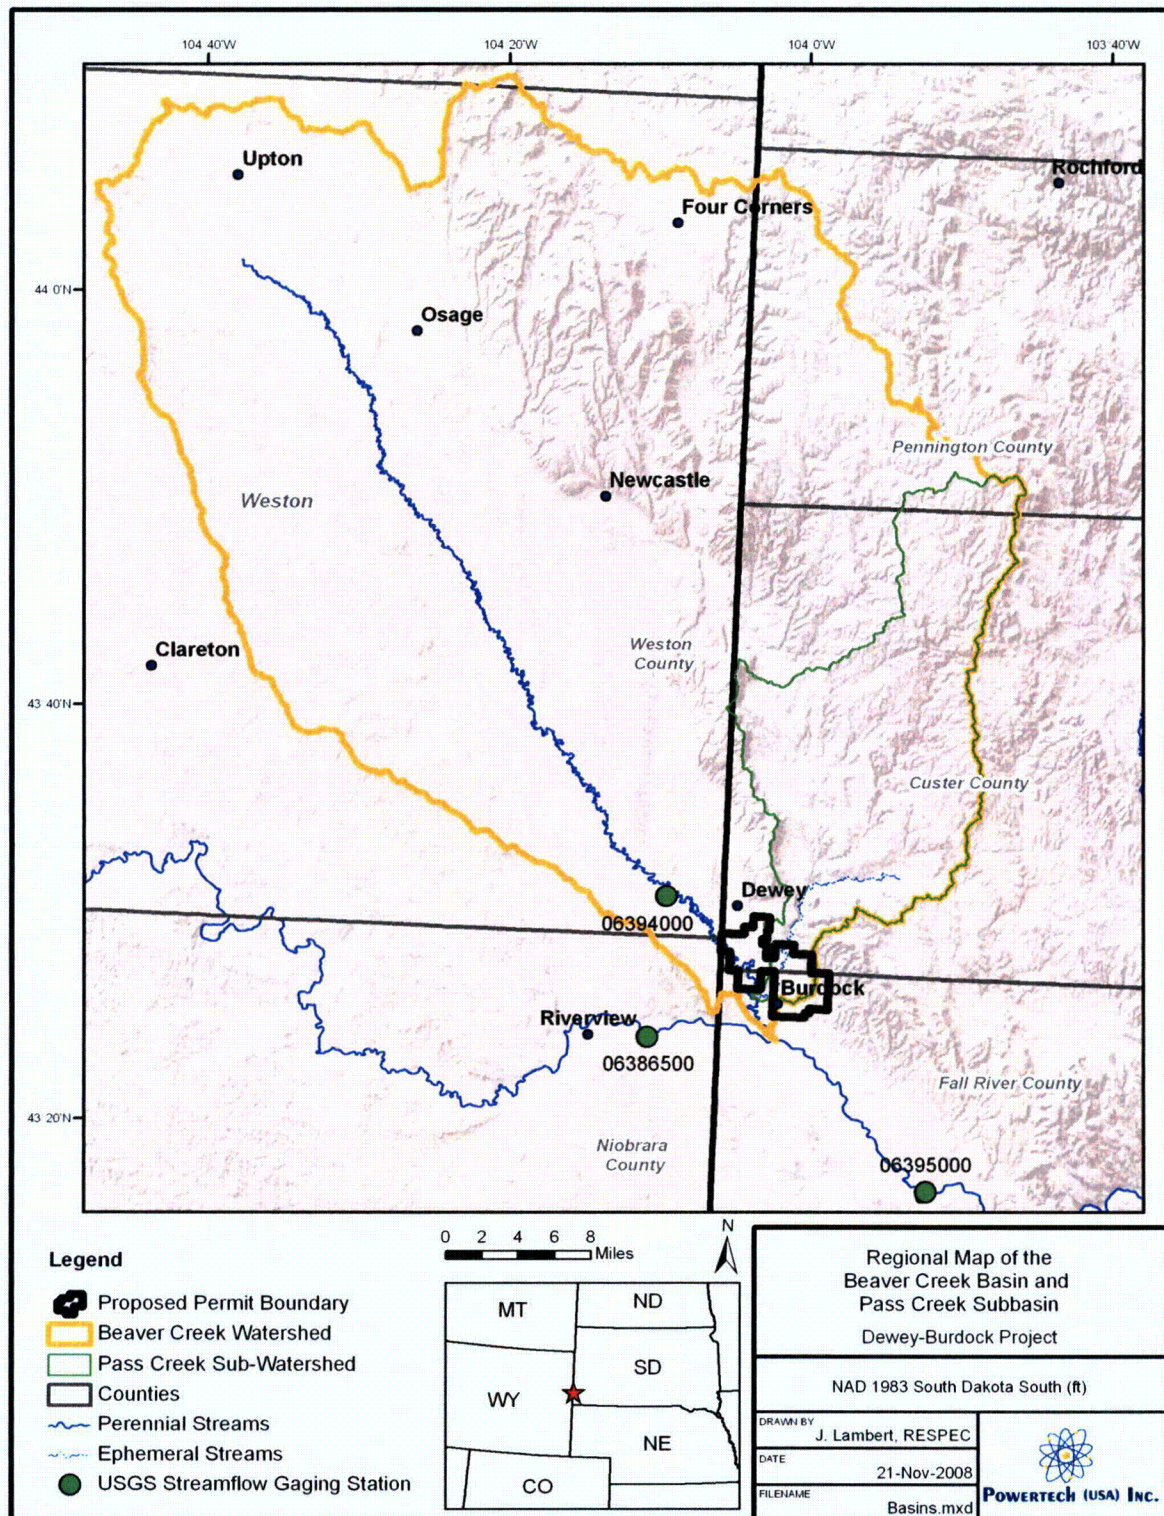 104 40'W
104 20'W
104 0'W
103 40'W
Upton
Rochford
Four Corners
44 0'N
Osage
Pennington County
Newcastle
Weston
Weston
County
Clareton
43 40'N
Custer County
Dewey
06394000
Burdock
Riverview
06386500
Fall River County
43 20'N
Niobrara
County
06395000
Legend
Proposed Permit Boundary
Beaver Creek Watershed
Pass Creek Sub-Watershed
Counties
Perennial Streams
Ephemeral Streams
USGS Streamflow Gaging Station
0 2 4 6 8
Miles
N
MT
ND
SD
WY
NE
CO
Regional Map of the
Beaver Creek Basin and
Pass Creek Subbasin
Dewey-Burdock Project
NAD 1983 South Dakota South (ft)
DRAWN BY
J. Lambert, RESPEC
DATE
21-Nov-2008
FILENAME
Basins.mxd
POWERTECH (USA) INC.